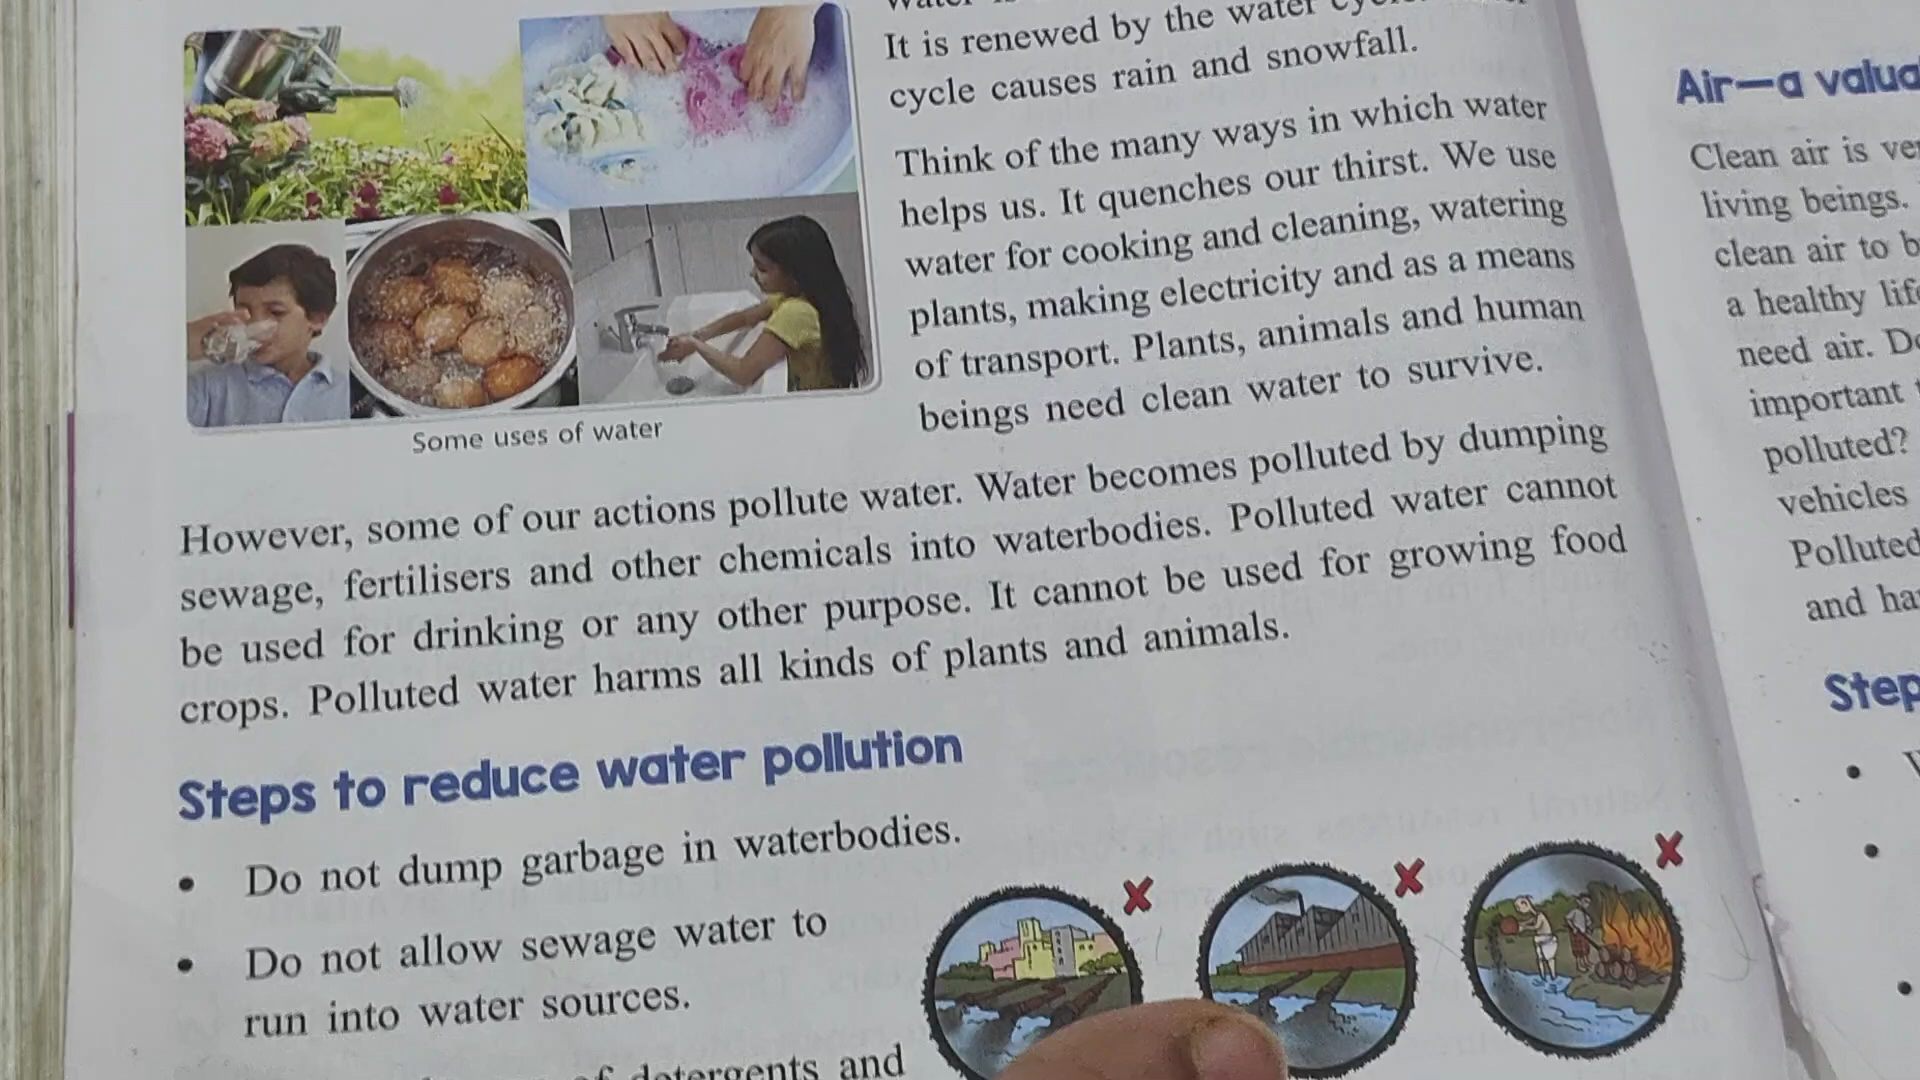 It is renewed by the water
cycle causes rain and snowfall.
Think of the many ways in which water
helps us. It quenches our thirst. We use
water for cooking and cleaning, watering
plants, making electricity and as a means
of transport. Plants, animals and human
beings need clean water to survive.
Some uses of water
However, some of our actions pollute water. Water becomes polluted by dumping
sewage, fertilisers and other chemicals into waterbodies. Polluted water cannot
be used for drinking or any other purpose. It cannot be used for growing food
crops. Polluted water harms all kinds of plants and animals.
Steps to reduce water pollution
• Do not dump garbage in waterbodies.
• Do not allow sewage water to
run into water sources.
of detergents and
Air—a
Clean air is
living beings.
clean air to
a healthy
need air.
important
polluted?
vehicles
Polluted
and